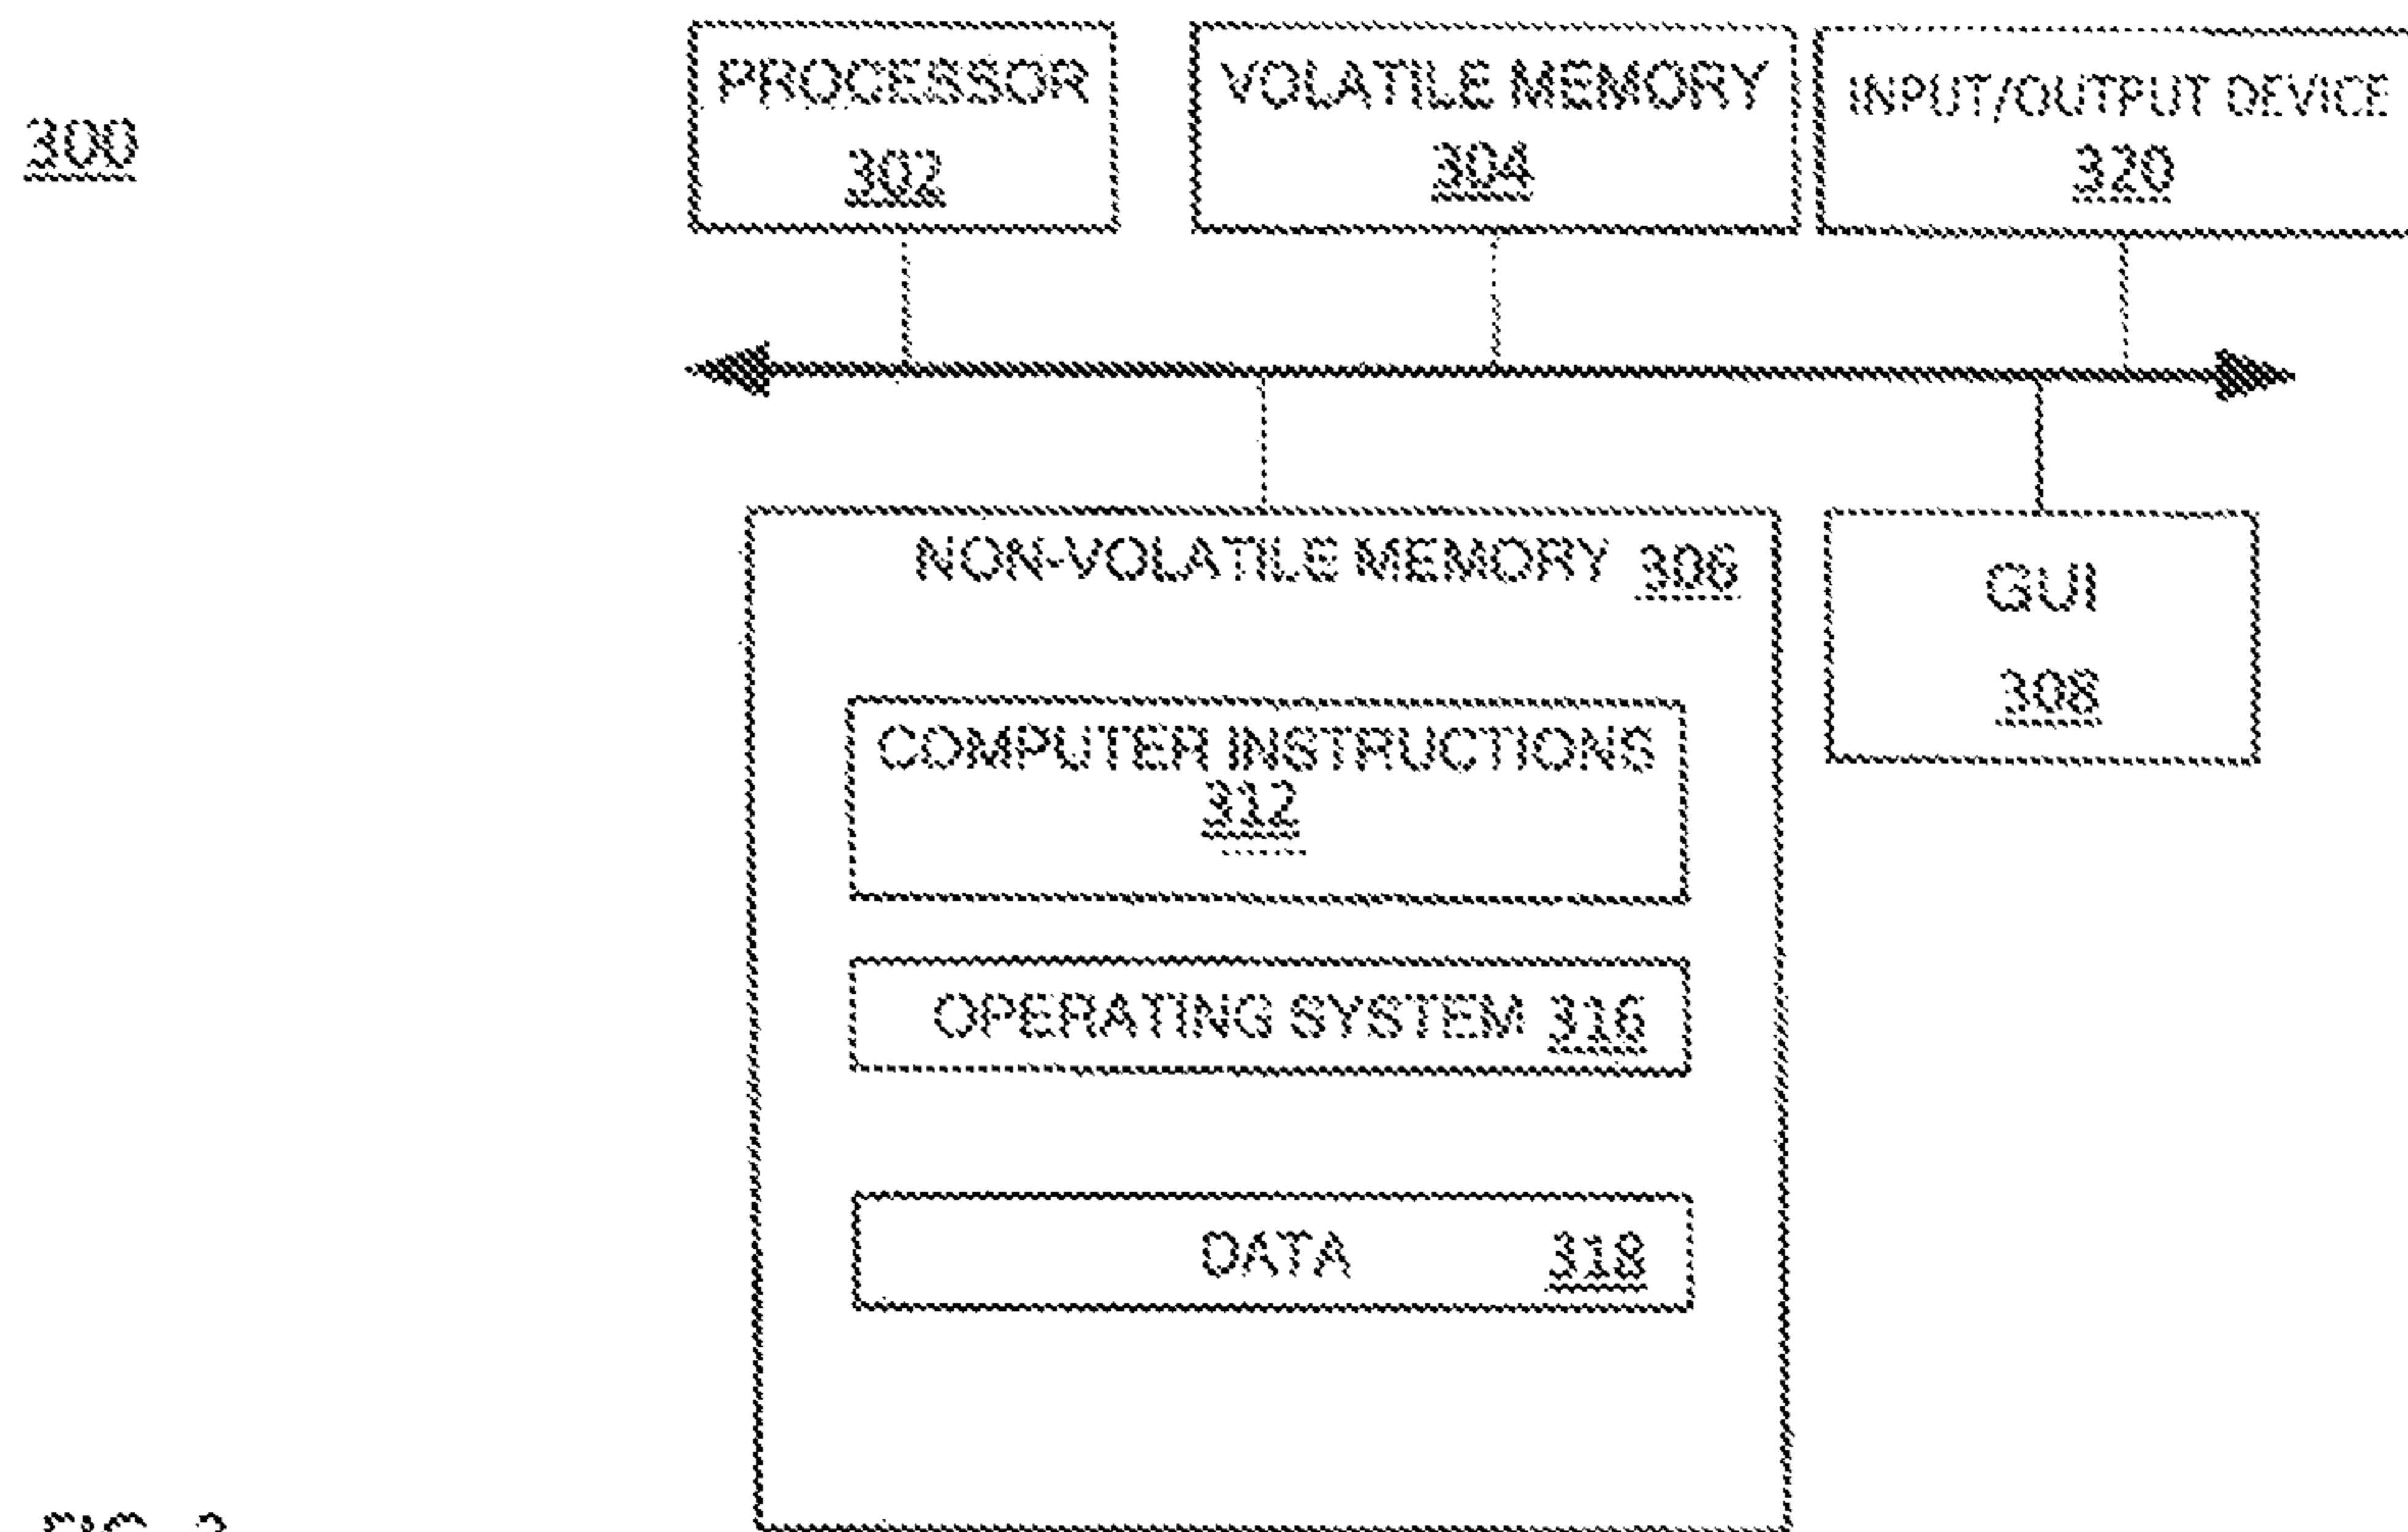 300
PROCESSOR
302
VOLATILE MEMORY
304
INPUT/OUTPUT DEVICE
320
NON-VOLATILE MEMORY 306
GUI
308
COMPUTER INSTRUCTIONS
312
OPERATING SYSTEM 316
DATA 318